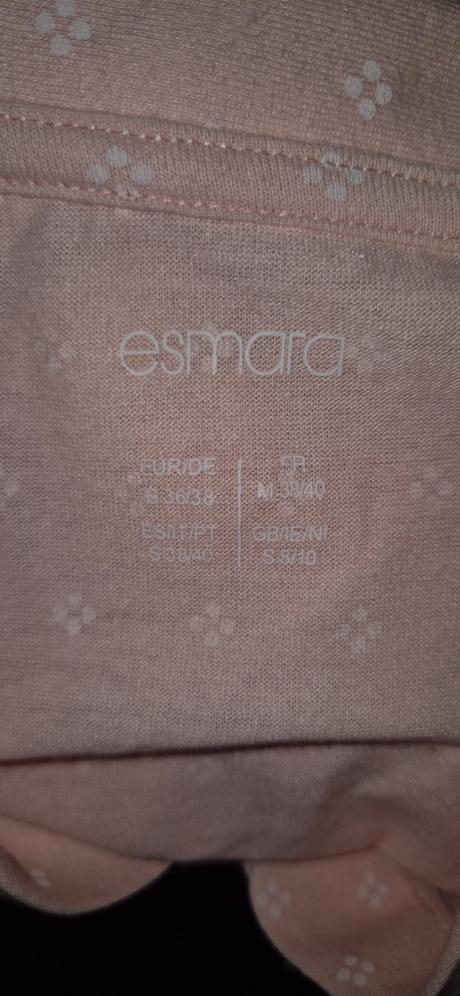 esmara
EUR/DE
S 36/38
FR
M 38/40
ES/IT/PT
S 38/40
GB/IE/NI
S 8/10